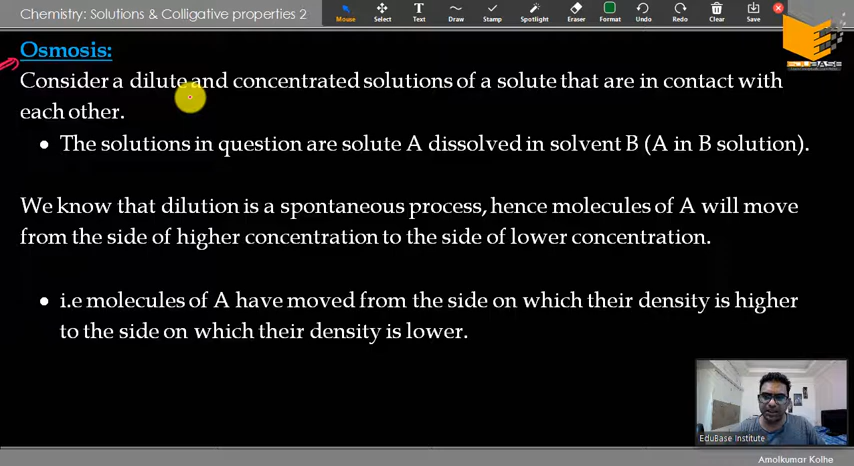 Chemistry: Solutions & Colligative properties 2
Mouse Select Text Draw Stamp Spotlight Eraser Format Undo Redo Clear Save
EDUBASE
Osmosis:
Consider a dilute and concentrated solutions of a solute that are in contact with
each other.
• The solutions in question are solute A dissolved in solvent B (A in B solution).
We know that dilution is a spontaneous process, hence molecules of A will move
from the side of higher concentration to the side of lower concentration.
• i.e molecules of A have moved from the side on which their density is higher
to the side on which their density is lower.
EduBase Institute
Amolkumar Kolhe